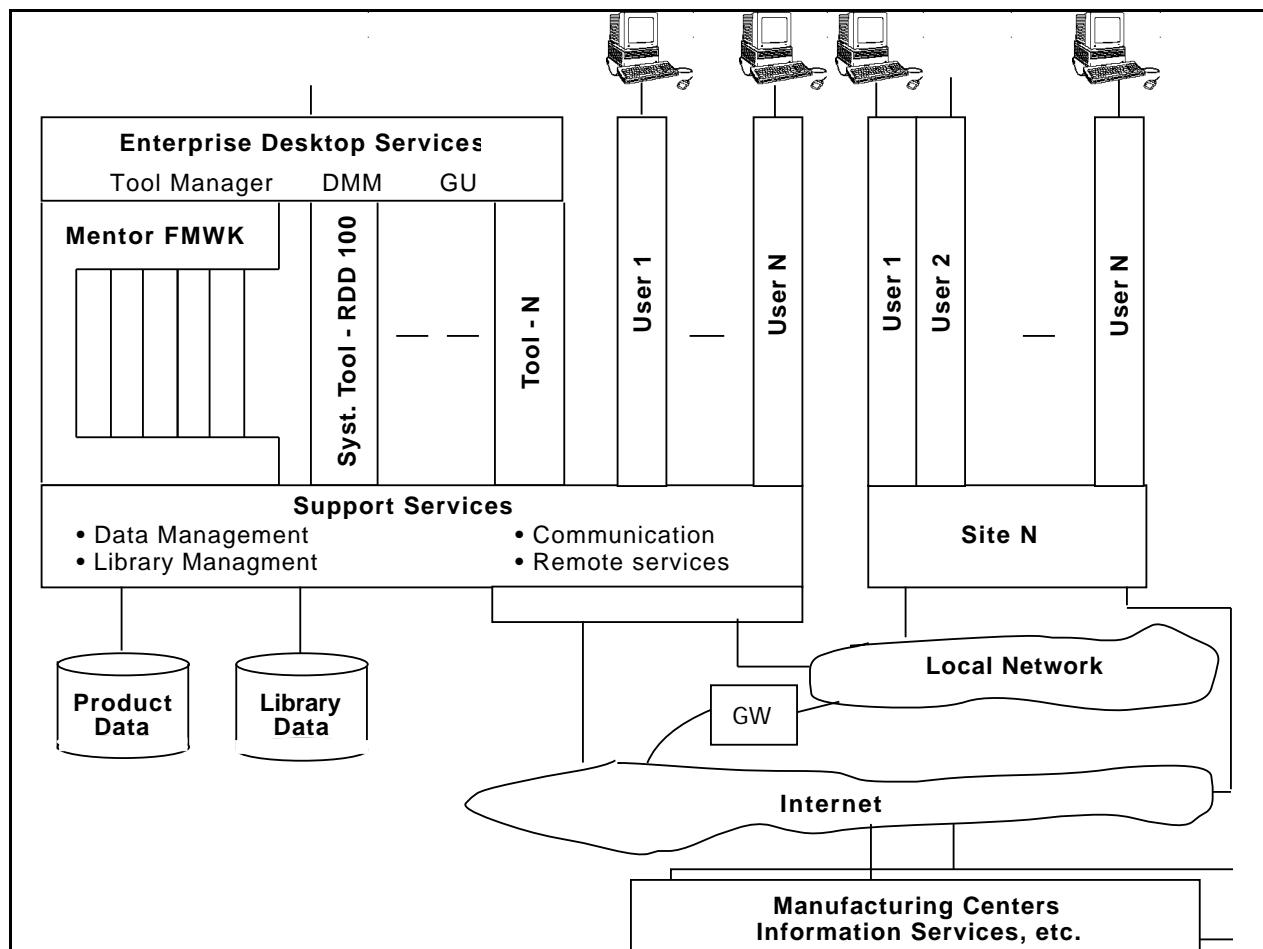 Enterprise Desktop Services
Tool Manager DMM GU
Mentor FMWK
Syst. Tool - RDD 100
Tool - N
User 1
User N
User 1
User 2
User N
Support Services
• Data Management
• Library Managment
• Communication
• Remote services
Site N
Product
Data
Library
Data
Local Network
GW
Internet
Manufacturing Centers
Information Services, etc.